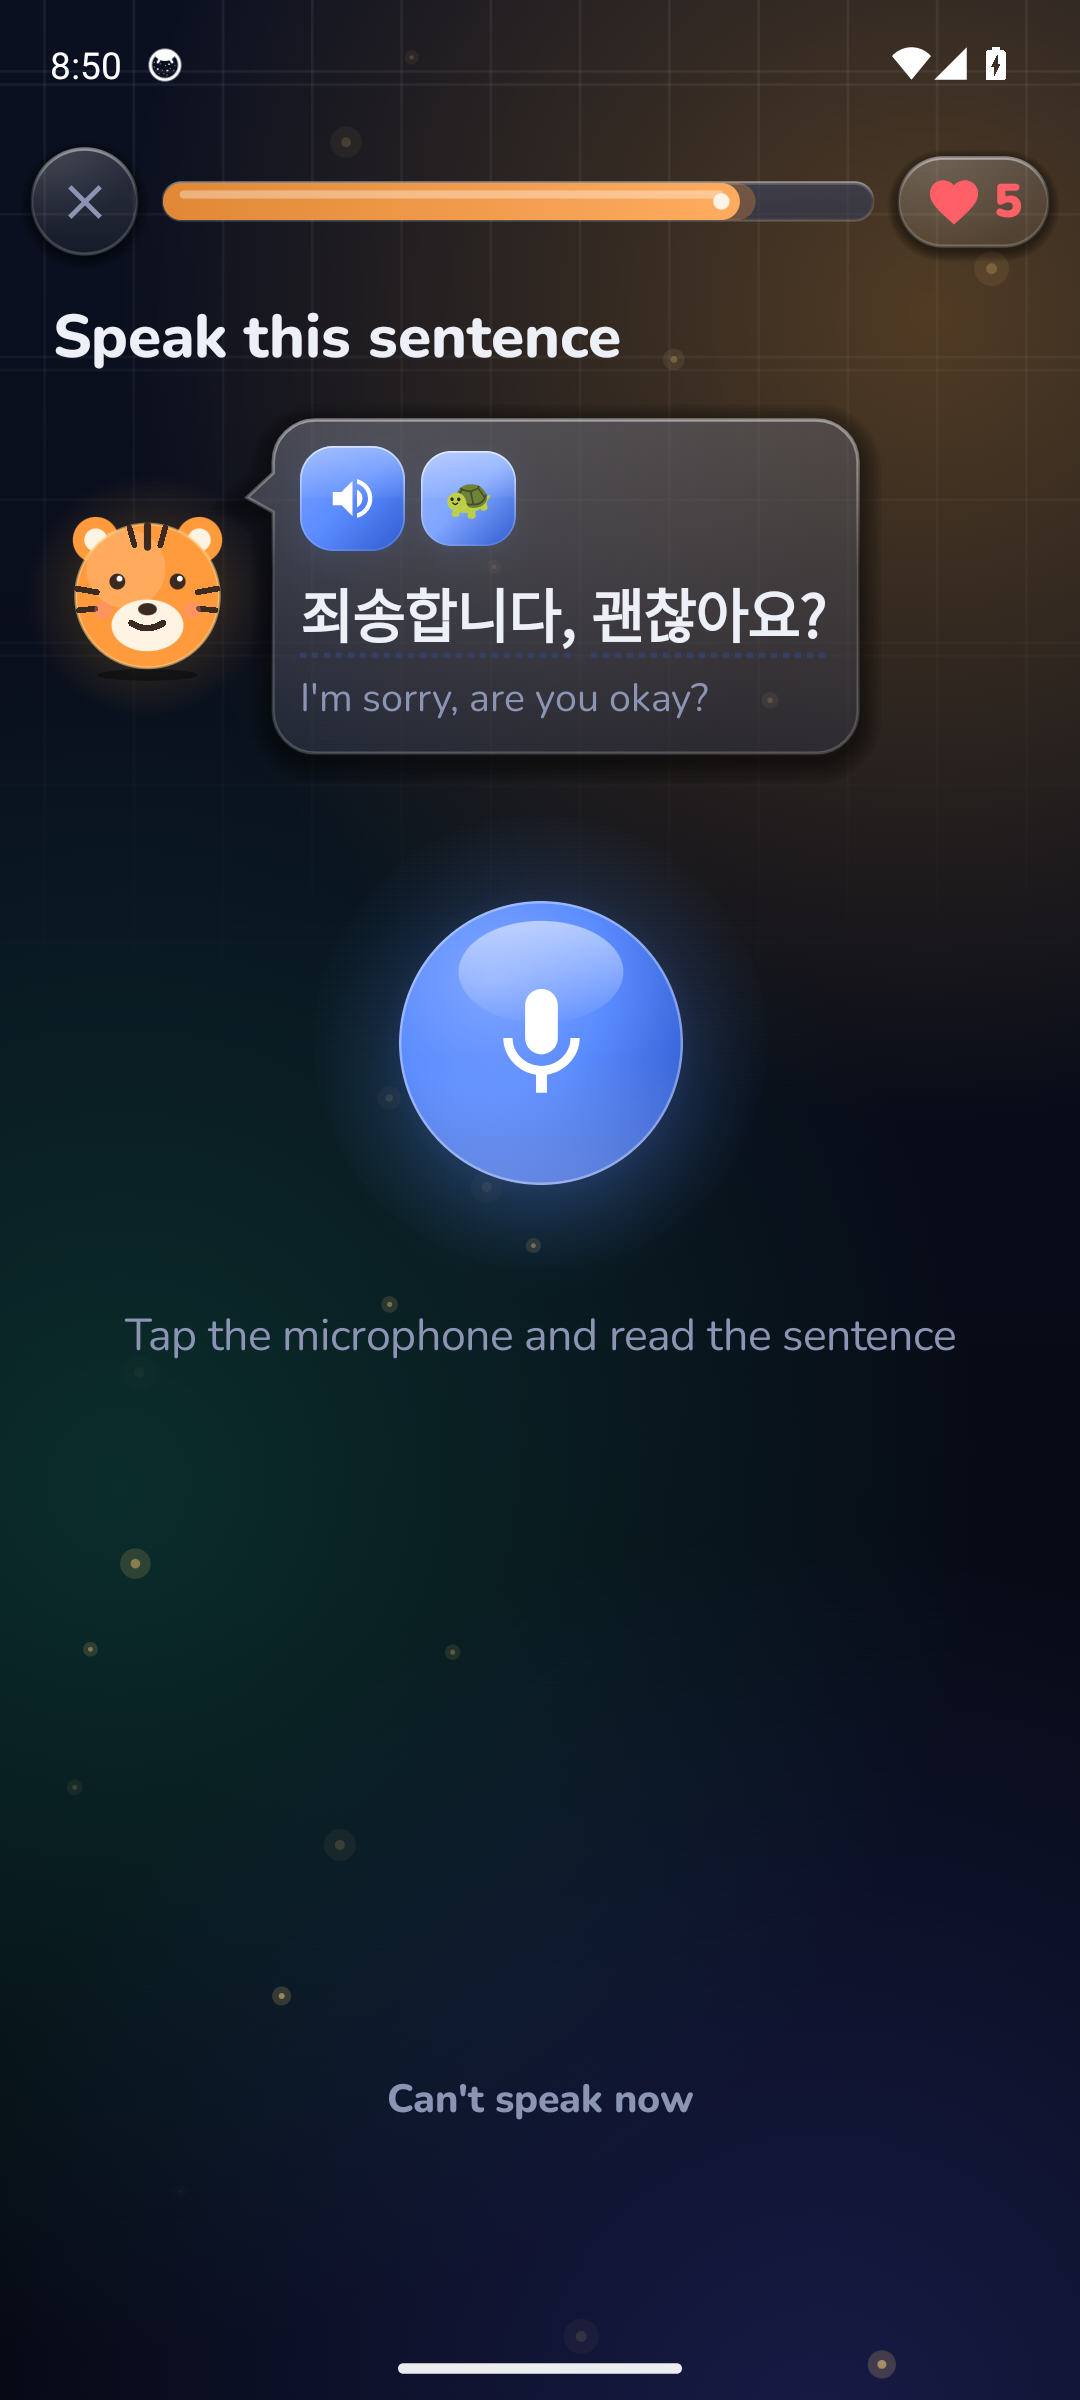 8:50
5
Speak this sentence
죄송합니다, 괜찮아요?
I'm sorry, are you okay?
Tap the microphone and read the sentence
Can't speak now